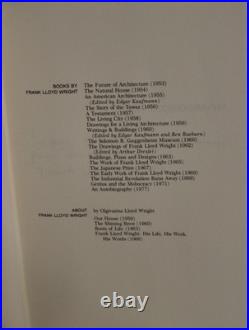 BOOKS BY
FRANK LLOYD WRIGHT
The Future of Architecture (1953)
The Natural House (1954)
An American Architecture (1955)
(Edited by Edgar Kaufmann)
The Story of the Tower (1956)
A Testament (1957)
The Living City (1958)
Drawings for a Living Architecture (1959)
Writings & Buildings (1960)
(Edited by Edgar Kaufmann and Ben Raeburn)
The Solomon R. Guggenheim Museum (1960)
The Drawings of Frank Lloyd Wright (1962)
(Edited by Arthur Drexler)
Buildings, Plans and Designs (1963)
The Work of Frank Lloyd Wright (1965)
The Japanese Print (1967)
The Early Work of Frank Lloyd Wright (1968)
The Industrial Revolution Runs Away (1969)
Genius and the Mobocracy (1971)
An Autobiography (1977)
ABOUT
FRANK LLOYD WRIGHT
by Olgivanna Lloyd Wright
Our House (1959)
The Shining Brow (1960)
Roots of Life (1963)
Frank Lloyd Wright: His Life, His Work,
His Words (1966)
© thingery
© thingery
© thingery